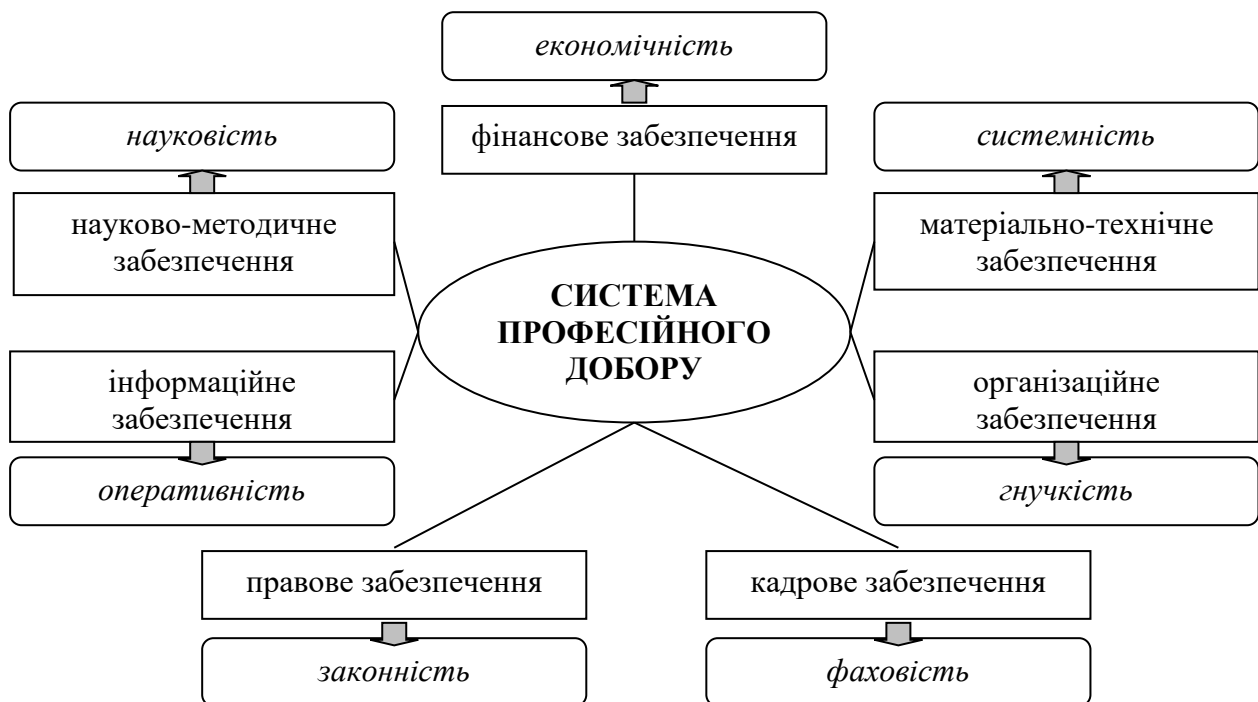 економічність
фінансове забезпечення
науковість
науково-методичне
забезпечення
системність
матеріально-технічне
забезпечення
СИСТЕМА
ПРОФЕСІЙНОГО
ДОБОРУ
інформаційне
забезпечення
оперативність
організаційне
забезпечення
гнучкість
правове забезпечення
законність
кадрове забезпечення
фаховість